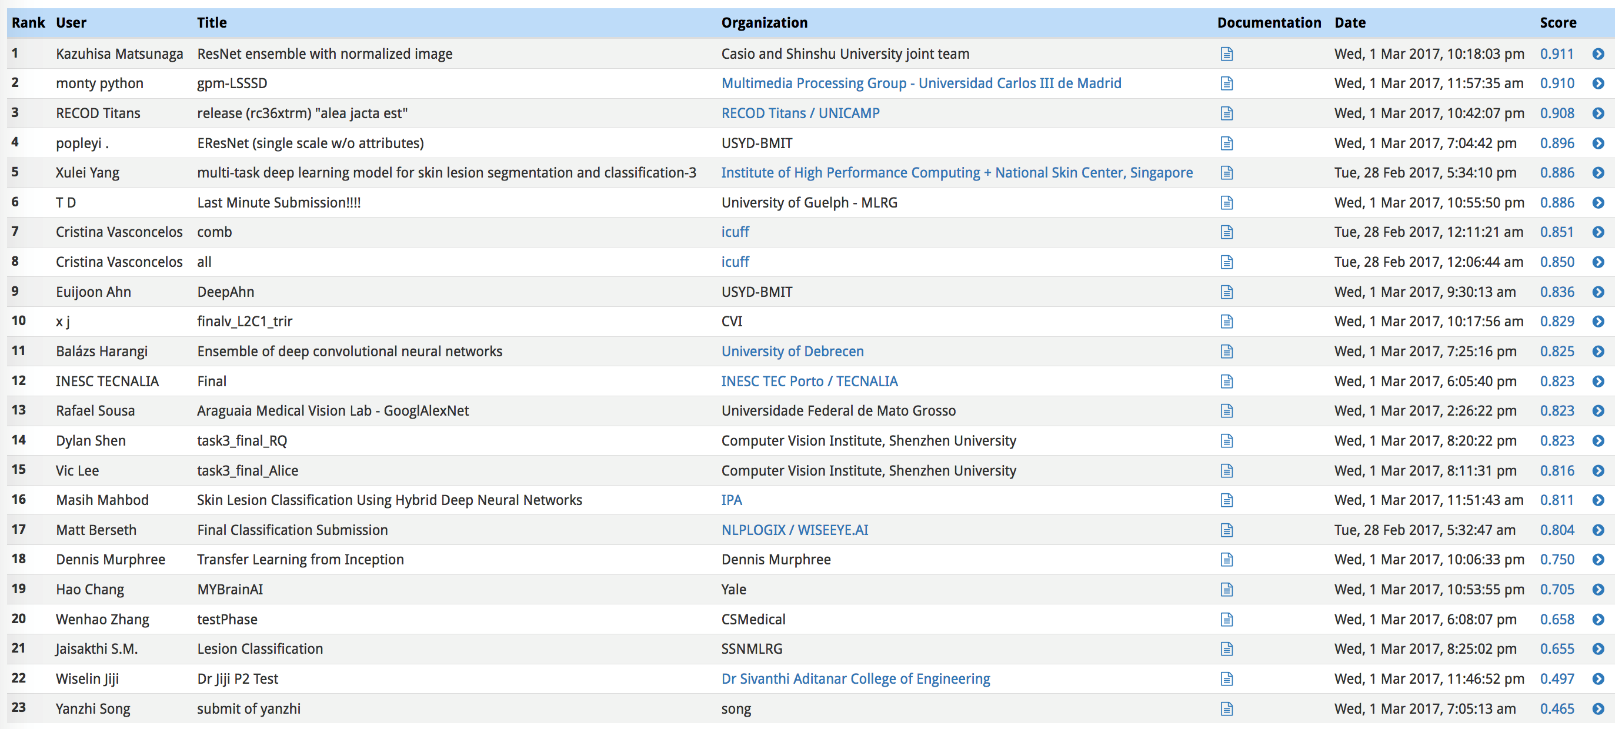 Rank User Title Organization Documentation Date Score
1 Kazuhisa Matsunaga ResNet ensemble with normalized image Casio and Shinshu University joint team Wed, 1 Mar 2017, 10:18:03 pm 0.911
2 monty python gpm-LSSSD Multimedia Processing Group - Universidad Carlos III de Madrid Wed, 1 Mar 2017, 11:57:35 am 0.910
3 RECOD Titans release (rc36xtrm) "alea jacta est" RECOD Titans / UNICAMP Wed, 1 Mar 2017, 10:42:07 pm 0.908
4 popleyi . EResNet (single scale w/o attributes) USYD-BMIT Wed, 1 Mar 2017, 7:04:42 pm 0.896
5 Xulei Yang multi-task deep learning model for skin lesion segmentation and classification-3 Institute of High Performance Computing + National Skin Center, Singapore Tue, 28 Feb 2017, 5:34:10 pm 0.886
6 T D Last Minute Submission!!!! University of Guelph - MLRG Wed, 1 Mar 2017, 10:55:50 pm 0.886
7 Cristina Vasconcelos comb icuff Tue, 28 Feb 2017, 12:11:21 am 0.851
8 Cristina Vasconcelos all icuff Tue, 28 Feb 2017, 12:06:44 am 0.850
9 Euijoon Ahn DeepAhn USYD-BMIT Wed, 1 Mar 2017, 9:30:13 am 0.836
10 x j finalv_L2C1_trir CVI Wed, 1 Mar 2017, 10:17:56 am 0.829
11 Balázs Harangi Ensemble of deep convolutional neural networks University of Debrecen Wed, 1 Mar 2017, 7:25:16 pm 0.825
12 INESC TECNALIA Final INESC TEC Porto / TECNALIA Wed, 1 Mar 2017, 6:05:40 pm 0.823
13 Rafael Sousa Araguaia Medical Vision Lab - GooglAlexNet Universidade Federal de Mato Grosso Wed, 1 Mar 2017, 2:26:22 pm 0.823
14 Dylan Shen task3_final_RQ Computer Vision Institute, Shenzhen University Wed, 1 Mar 2017, 8:20:22 pm 0.823
15 Vic Lee task3_final_Alice Computer Vision Institute, Shenzhen University Wed, 1 Mar 2017, 8:11:31 pm 0.816
16 Masih Mahbod Skin Lesion Classification Using Hybrid Deep Neural Networks IPA Wed, 1 Mar 2017, 11:51:43 am 0.811
17 Matt Berseth Final Classification Submission NLPLOGIX / WISEEYE.AI Tue, 28 Feb 2017, 5:32:47 am 0.804
18 Dennis Murphree Transfer Learning from Inception Dennis Murphree Wed, 1 Mar 2017, 10:06:33 pm 0.750
19 Hao Chang MYBrainAI Yale Wed, 1 Mar 2017, 10:53:55 pm 0.705
20 Wenhao Zhang testPhase CSMedical Wed, 1 Mar 2017, 6:08:07 pm 0.658
21 Jaisakthi S.M. Lesion Classification SSNMLRG Wed, 1 Mar 2017, 8:25:02 pm 0.655
22 Wiselin Jiji Dr Jiji P2 Test Dr Sivanthi Aditanar College of Engineering Wed, 1 Mar 2017, 11:46:52 pm 0.497
23 Yanzhi Song submit of yanzhi song Wed, 1 Mar 2017, 7:05:13 am 0.465